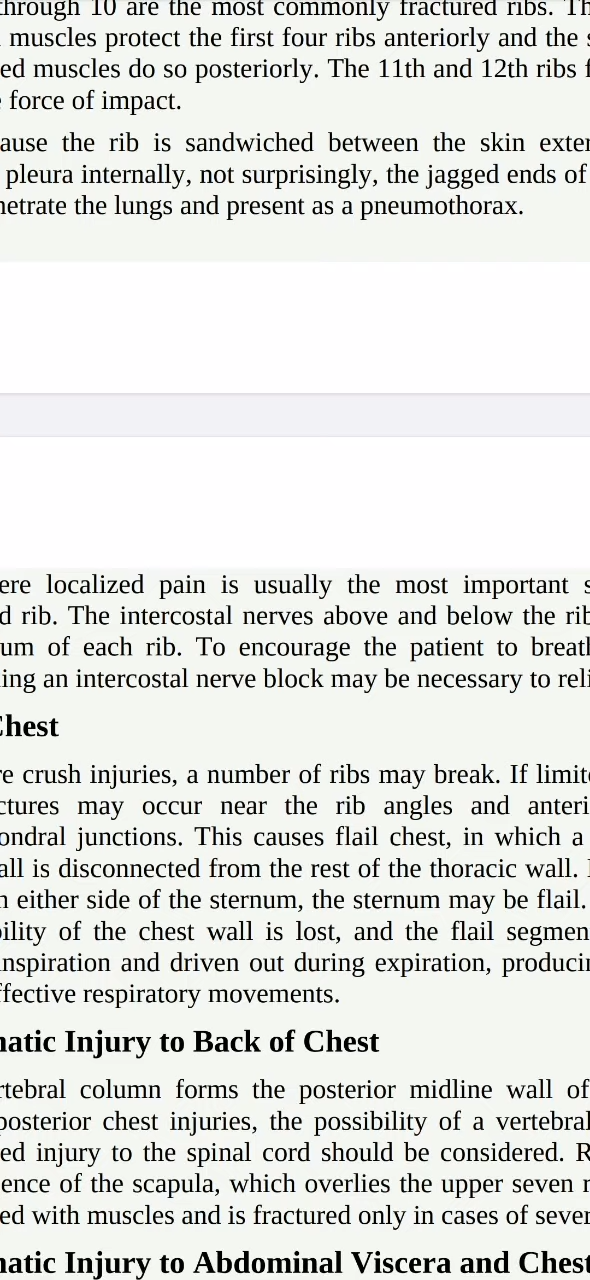 through 10 are the most commonly fractured ribs. Th
muscles protect the first four ribs anteriorly and the s
ed muscles do so posteriorly. The 11th and 12th ribs f
force of impact.
ause the rib is sandwiched between the skin exter
pleura internally, not surprisingly, the jagged ends of
netrate the lungs and present as a pneumothorax.
ere localized pain is usually the most important s
d rib. The intercostal nerves above and below the rib
um of each rib. To encourage the patient to breath
ing an intercostal nerve block may be necessary to reli
Chest
re crush injuries, a number of ribs may break. If limite
ctures may occur near the rib angles and anteri
ondral junctions. This causes flail chest, in which a
all is disconnected from the rest of the thoracic wall. I
n either side of the sternum, the sternum may be flail.
bility of the chest wall is lost, and the flail segmen
inspiration and driven out during expiration, producin
ffective respiratory movements.
natic Injury to Back of Chest
rtebral column forms the posterior midline wall of
posterior chest injuries, the possibility of a vertebral
ed injury to the spinal cord should be considered. R
ence of the scapula, which overlies the upper seven r
ed with muscles and is fractured only in cases of sever
natic Injury to Abdominal Viscera and Chest